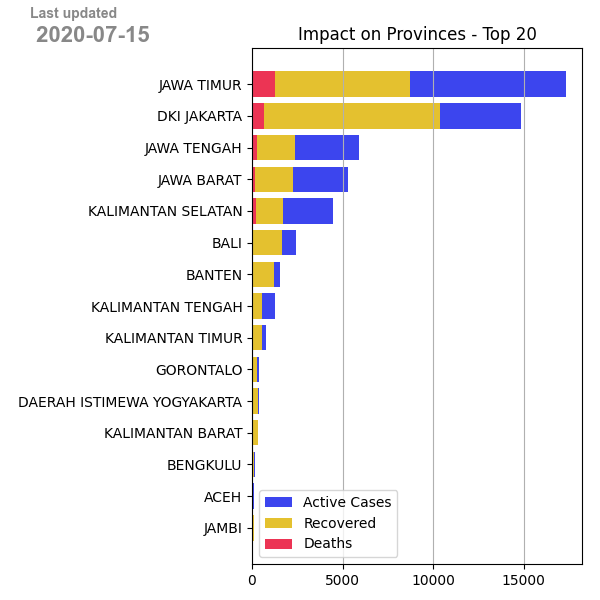 Last updated
2020-07-15
Impact on Provinces - Top 20
JAWA TIMUR
DKI JAKARTA
JAWA TENGAH
JAWA BARAT
KALIMANTAN SELATAN
BALI
BANTEN
KALIMANTAN TENGAH
KALIMANTAN TIMUR
GORONTALO
DAERAH ISTIMEWA YOGYAKARTA
KALIMANTAN BARAT
BENGKULU
ACEH
JAMBI
Active Cases
Recovered
Deaths
0 5000 10000 15000